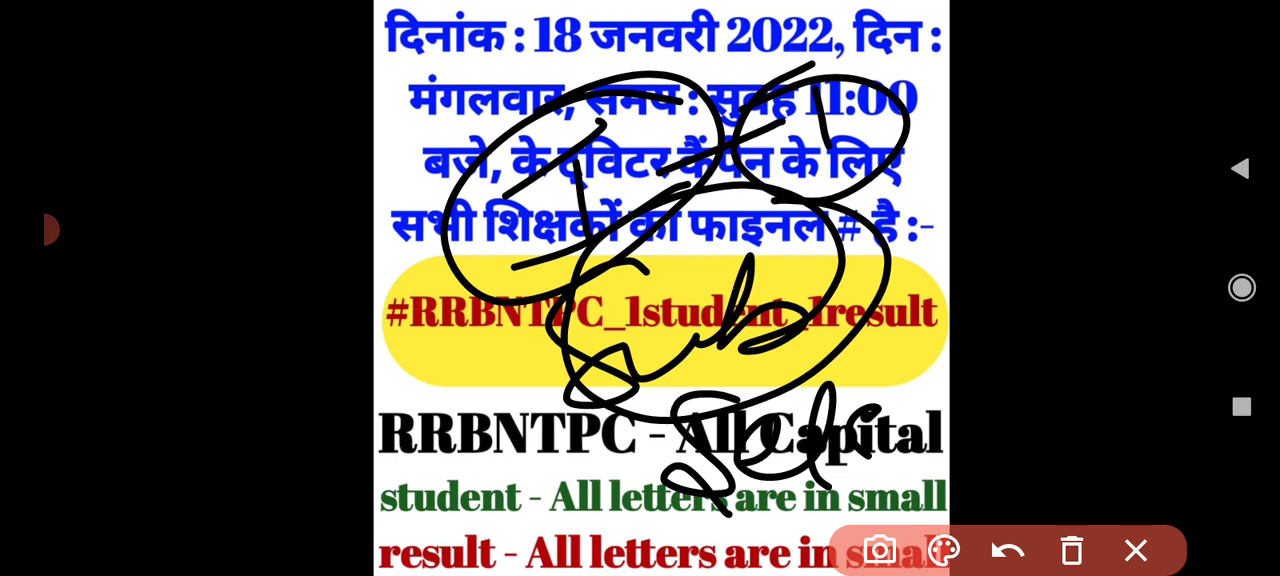 दिनांक : 18 जनवरी 2022, दिन :
मंगलवार, समय : सुबह 11:00
बजे, के ट्विटर कैंपेन के लिए
सभी शिक्षकों का फाइनल # है :-
#RRBNTPC_1student_1result
RRBNTPC - All Capital
student - All letters are in small
result - All letters are in small